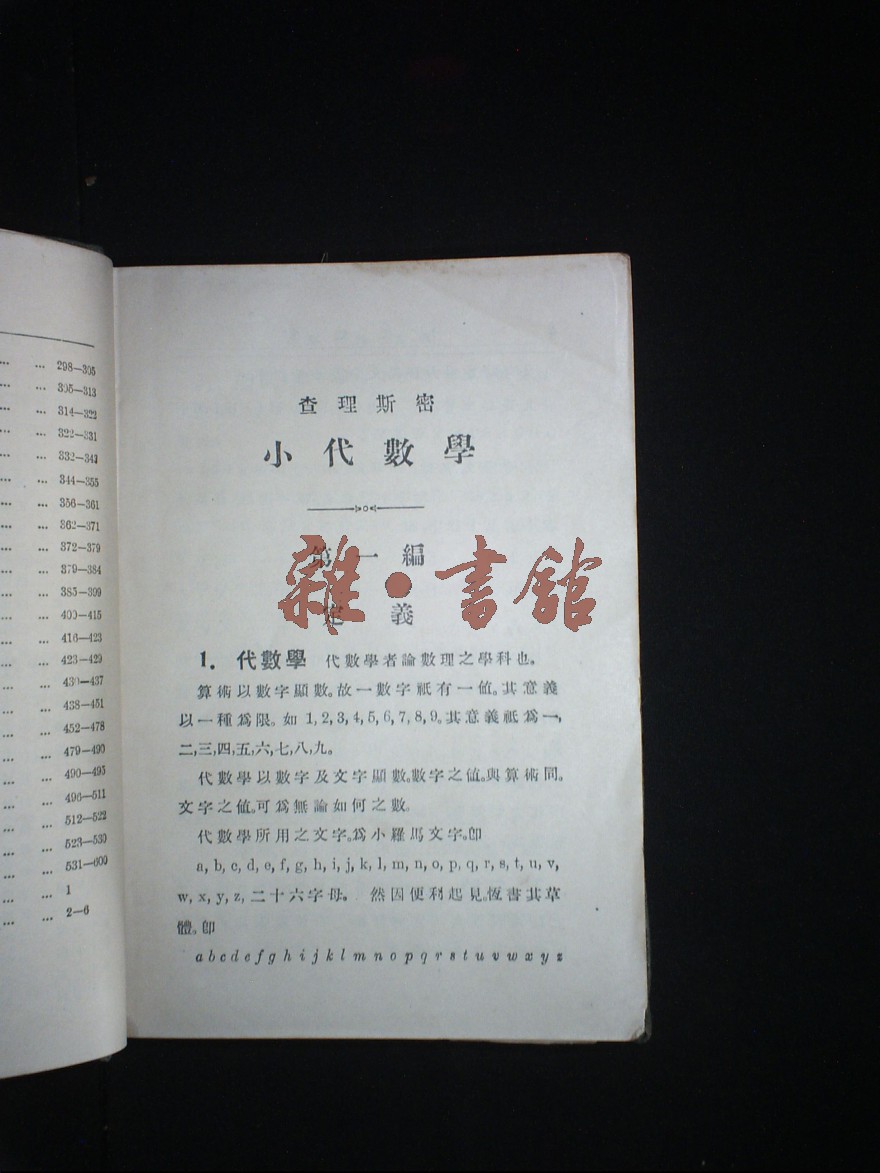 ... ... 298—305
... ... 305—313
... ... 314—322
... ... 322—331
... ... 332—343
... ... 344—355
... ... 356—361
... ... 362—371
... ... 372—379
... ... 379—384
... ... 385—399
... ... 400—415
... ... 416—423
... ... 423—429
... ... 430—437
... ... 438—451
... ... 452—478
... ... 479—490
... ... 490—495
... ... 496—511
... ... 512—522
... ... 523—530
... ... 531—600
... ... 1
... ... 2—6
查理斯密
小代數學
第一編
雜·書館
定義
1. 代數學 代數學者論數理之學科也。
算術以數字顯數。故一數字祇有一値。其意義
以一種爲限。如 1,2,3,4,5,6,7,8,9。其意義祇爲一,
二,三,四,五,六,七,八,九。
代數學以數字及文字顯數。數字之値。與算術同。
文字之値。可爲無論如何之數。
代數學所用之文字。爲小羅馬文字。卽
a, b, c, d, e, f, g, h, i, j, k, l, m, n, o, p, q, r, s, t, u, v,
w, x, y, z, 二十六字母。 然因便利起見。恆書其草
體。卽
a b c d e f g h i j k l m n o p q r s t u v w x y z